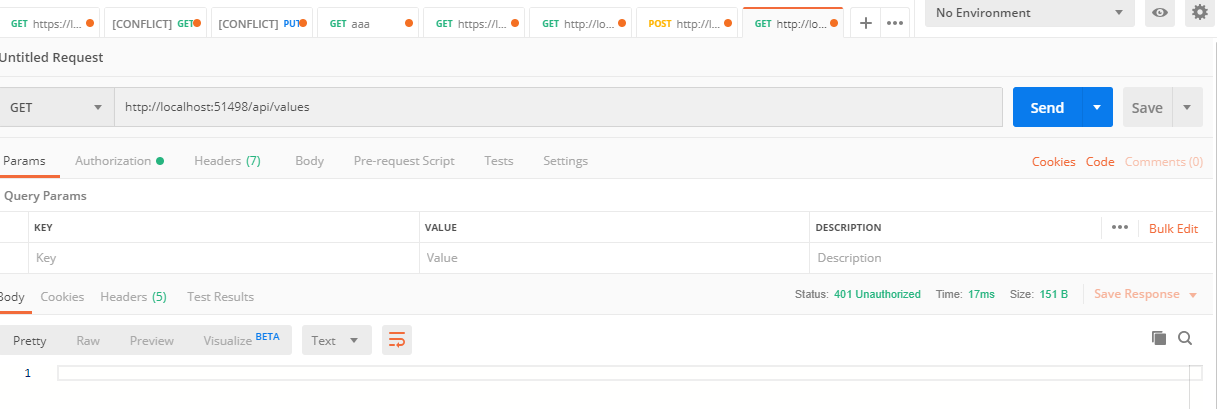 GET https://l... [CONFLICT] GET [CONFLICT] PUT GET aaa GET https://l... GET http://lo... POST http://l... GET http://lo... + ••• No Environment
Untitled Request
GET http://localhost:51498/api/values Send Save
Params Authorization Headers (7) Body Pre-request Script Tests Settings Cookies Code Comments (0)
Query Params
KEY VALUE DESCRIPTION ••• Bulk Edit
Key Value Description
Body Cookies Headers (5) Test Results Status: 401 Unauthorized Time: 17ms Size: 151 B Save Response
Pretty Raw Preview Visualize BETA Text
1